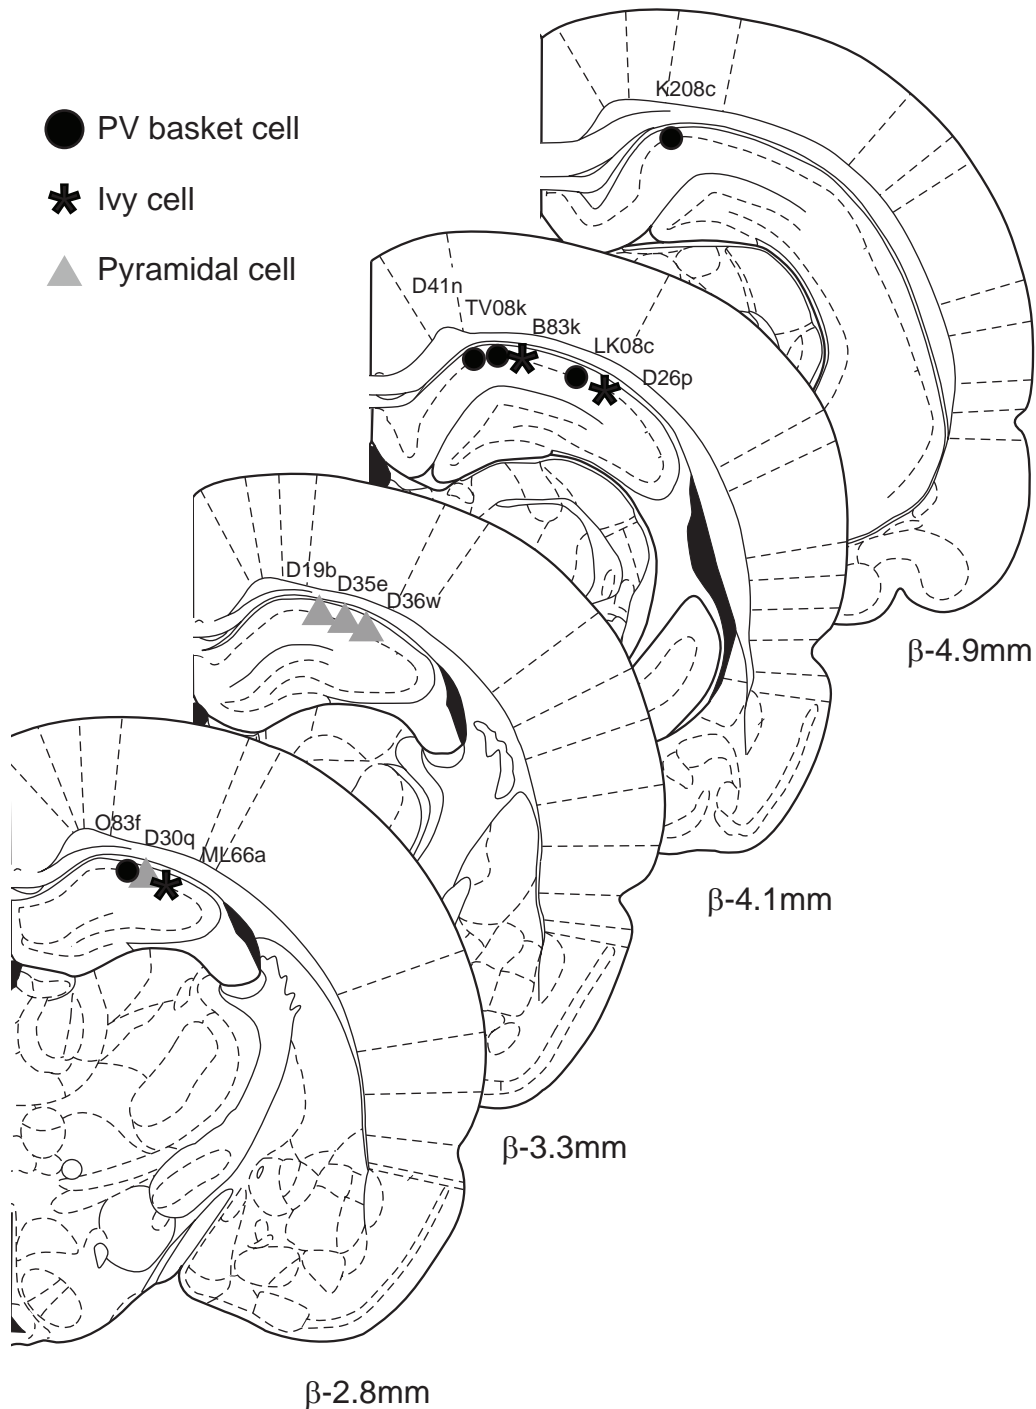 PV basket cell
Ivy cell
Pyramidal cell
K208c
D41n
TV08k
B83k
LK08c
D26p
β-4.9mm
D19b
D35e
D36w
β-4.1mm
O83f
D30q
ML66a
β-3.3mm
β-2.8mm